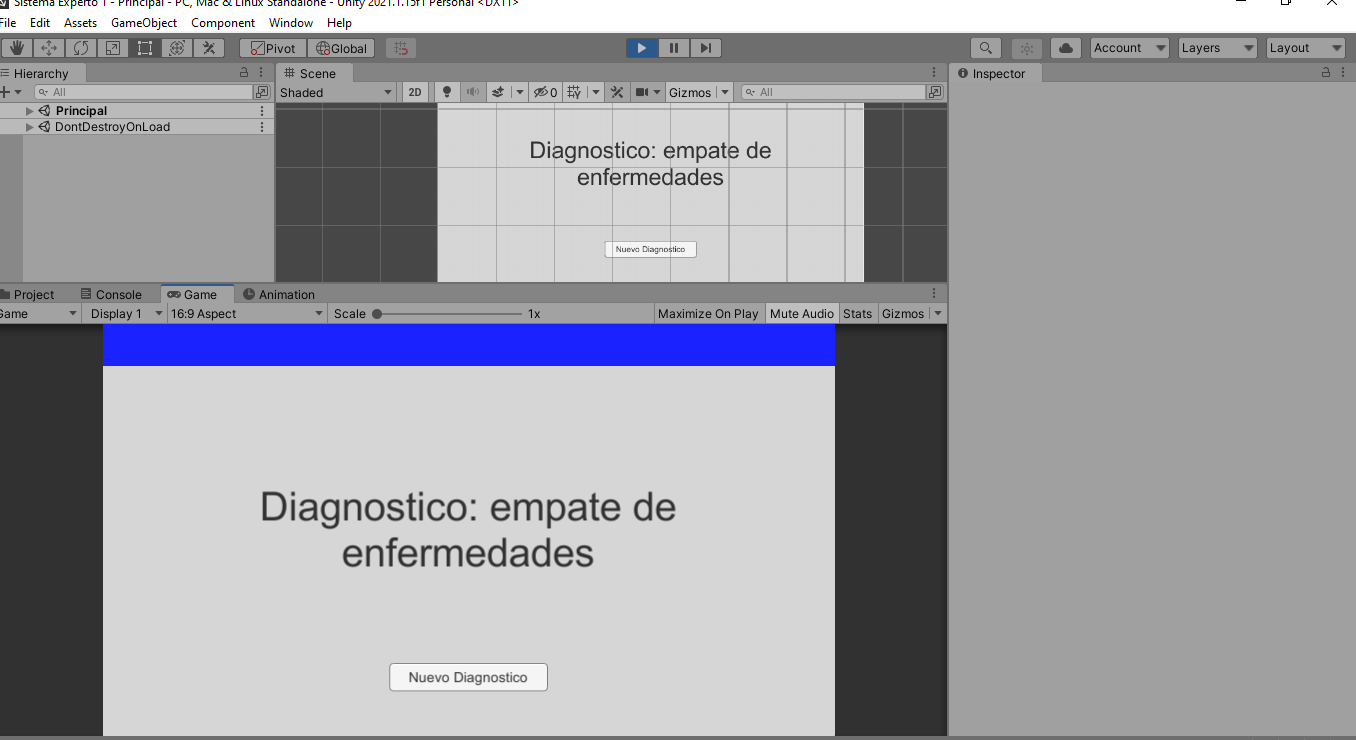 Sistema Experto 1 - Principal - PC, Mac & Linux Standalone - Unity 2021.1.15f1 Personal <DX11>
File Edit Assets GameObject Component Window Help
Pivot Global Account Layers Layout
Hierarchy
All
Principal
DontDestroyOnLoad
Scene
Shaded 2D 0 Gizmos All
Diagnostico: empate de
enfermedades
Nuevo Diagnostico
Inspector
Project Console Game Animation
Game Display 1 16:9 Aspect Scale 1x Maximize On Play Mute Audio Stats Gizmos
Diagnostico: empate de
enfermedades
Nuevo Diagnostico